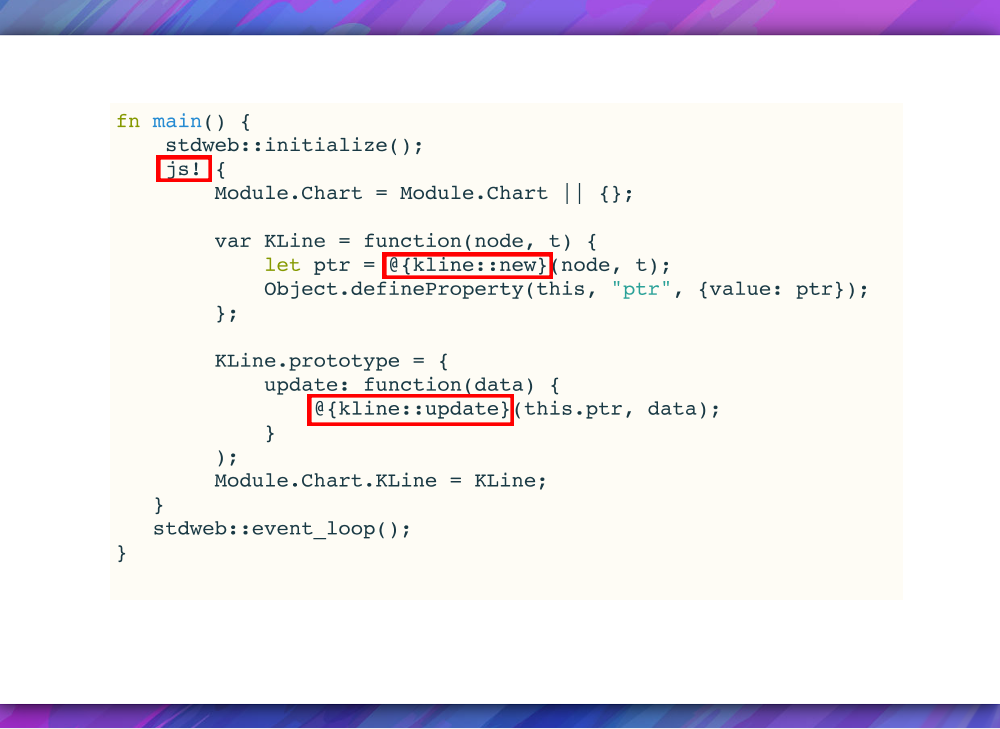 fn main() {
    stdweb::initialize();
    js! {
        Module.Chart = Module.Chart || {};

        var KLine = function(node, t) {
            let ptr = @{kline::new}(node, t);
            Object.defineProperty(this, "ptr", {value: ptr});
        };

        KLine.prototype = {
            update: function(data) {
                @{kline::update}(this.ptr, data);
            }
        );
        Module.Chart.KLine = KLine;
   }
   stdweb::event_loop();
}